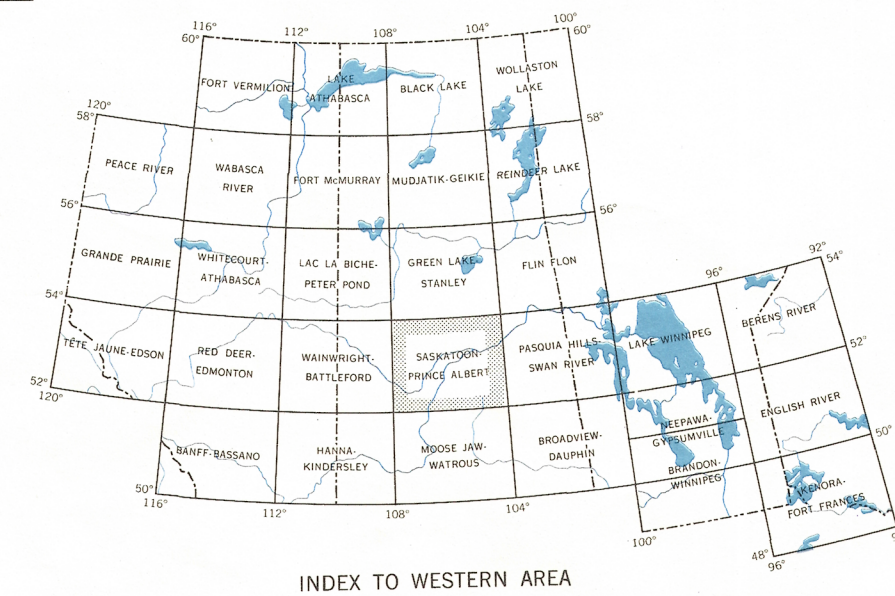 116°
112°
108°
104°
100°
60°
60°
FORT VERMILION
LAKE
ATHABASCA
BLACK LAKE
WOLLASTON
LAKE
120°
58°
58°
PEACE RIVER
WABASCA
RIVER
FORT McMURRAY
MUDJATIK-GEIKIE
REINDEER LAKE
56°
56°
GRANDE PRAIRIE
WHITECOURT-
ATHABASCA
LAC LA BICHE-
PETER POND
GREEN LAKE-
STANLEY
FLIN FLON
96°
92°
54°
54°
TÊTE JAUNE-EDSON
RED DEER-
EDMONTON
WAINWRIGHT-
BATTLEFORD
SASKATOON-
PRINCE ALBERT
PASQUIA HILLS-
SWAN RIVER
LAKE WINNIPEG
BERENS RIVER
52°
52°
120°
BANFF-BASSANO
HANNA-
KINDERSLEY
MOOSE JAW-
WATROUS
BROADVIEW-
DAUPHIN
NEEPAWA-
GYPSUMVILLE
BRANDON-
WINNIPEG
ENGLISH RIVER
50°
KENORA-
FORT FRANCES
50°
116°
112°
108°
104°
100°
48°
96°
INDEX TO WESTERN AREA